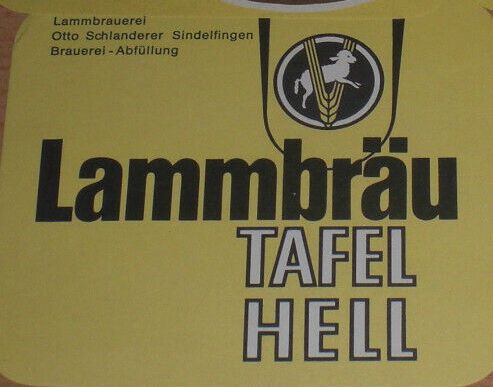 Lammbrauerei
Otto Schlanderer Sindelfingen
Brauerei-Abfüllung
Lammbräu
TAFEL
HELL